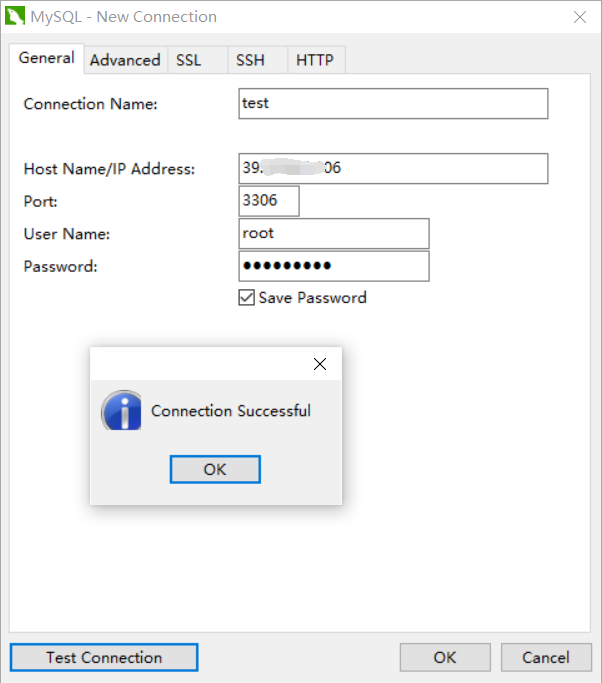 MySQL - New Connection
General Advanced SSL SSH HTTP
Connection Name: test
Host Name/IP Address: 39. 06
Port: 3306
User Name: root
Password: ●●●●●●●●●
Save Password
Connection Successful
OK
Test Connection OK Cancel